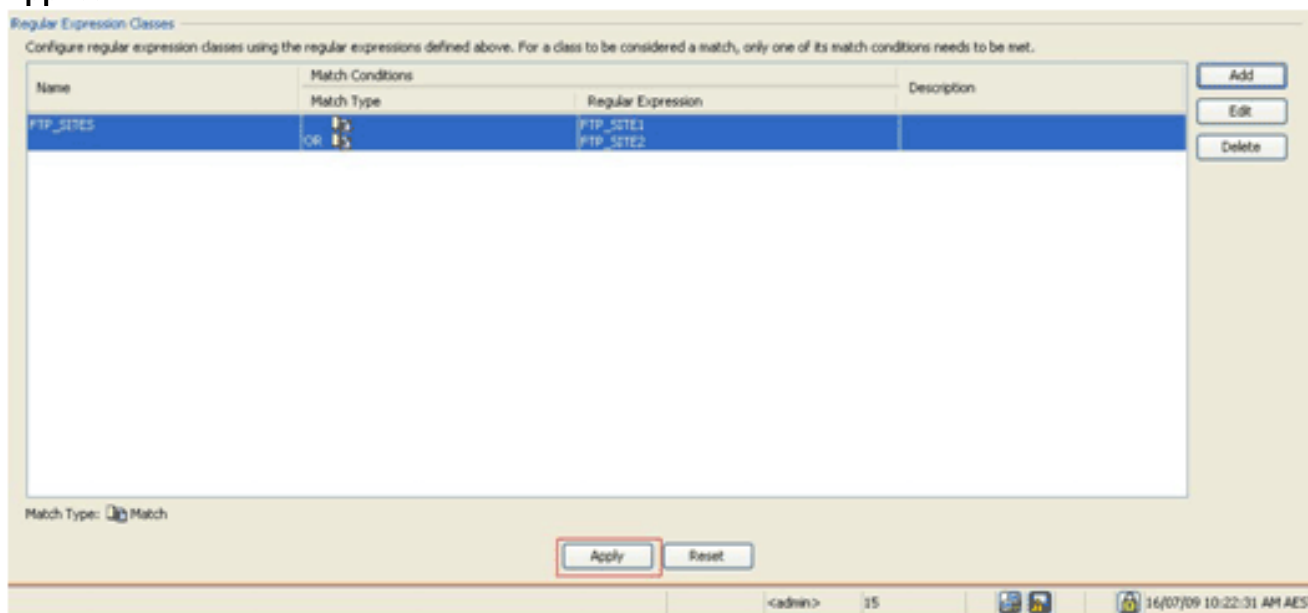 Regular Expression Classes
Configure regular expression classes using the regular expressions defined above. For a class to be considered a match, only one of its match conditions needs to be met.
Name
Match Conditions
Match Type
Regular Expression
Description
Add
Edit
Delete
FTP_SITES
FTP_SITE1
OR
FTP_SITE2
Match Type: Match
Apply
Reset
<admin>
15
16/07/09 10:22:31 AM AES